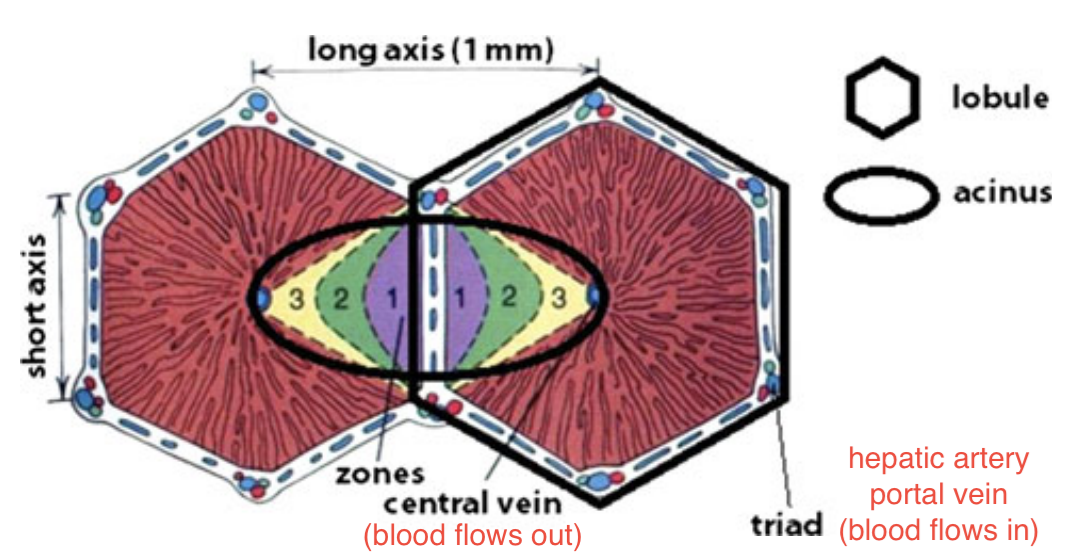 long axis (1 mm)
lobule
acinus
short axis
3 2 1 1 2 3
zones
central vein
(blood flows out)
triad
hepatic artery
portal vein
(blood flows in)